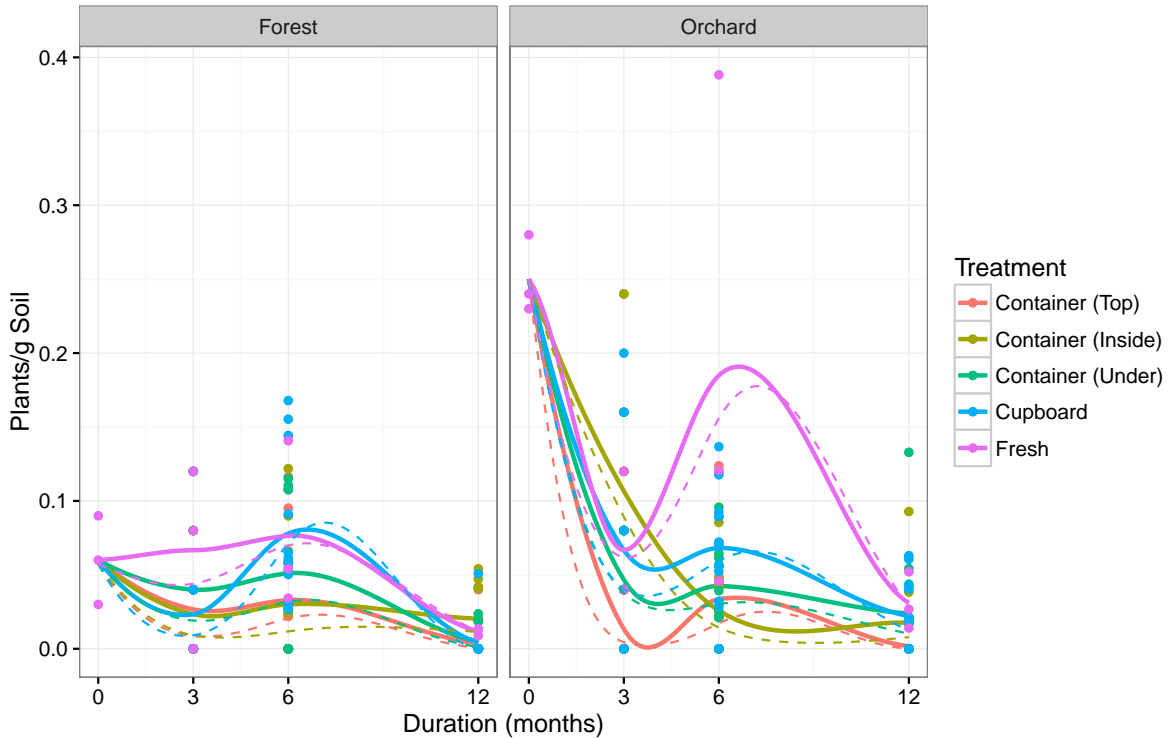 Forest
Orchard
0.4
0.3
0.2
0.1
0.0
Plants/g Soil
0 3 6 12
0 3 6 12
Duration (months)
Treatment
Container (Top)
Container (Inside)
Container (Under)
Cupboard
Fresh